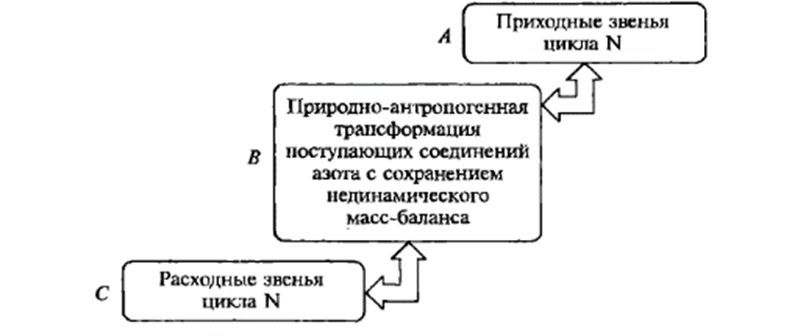 A
Приходные звенья
цикла N
B
Природно-антропогенная
трансформация
поступающих соединений
азота с сохранением
нединамического
масс-баланса
C
Расходные звенья
цикла N